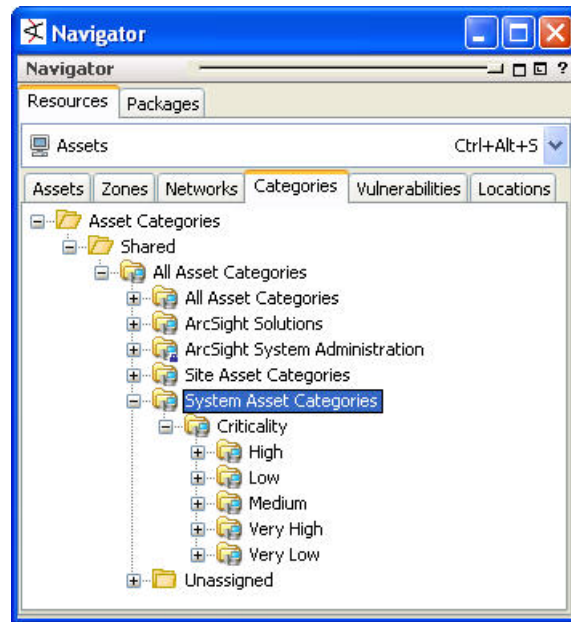 Navigator
Navigator ?
Resources Packages
Assets Ctrl+Alt+S
Assets Zones Networks Categories Vulnerabilities Locations
Asset Categories
Shared
All Asset Categories
All Asset Categories
ArcSight Solutions
ArcSight System Administration
Site Asset Categories
System Asset Categories
Criticality
High
Low
Medium
Very High
Very Low
Unassigned